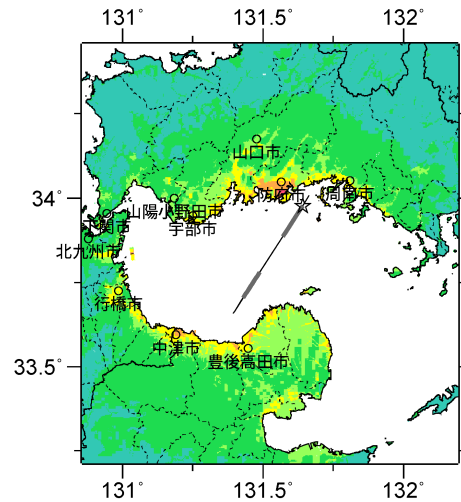 131° 131.5° 132°
山口市
34°
防府市 周南市
山陽小野田市
下関市 宇部市
北九州市
行橋市
中津市
豊後高田市
33.5°
131° 131.5° 132°